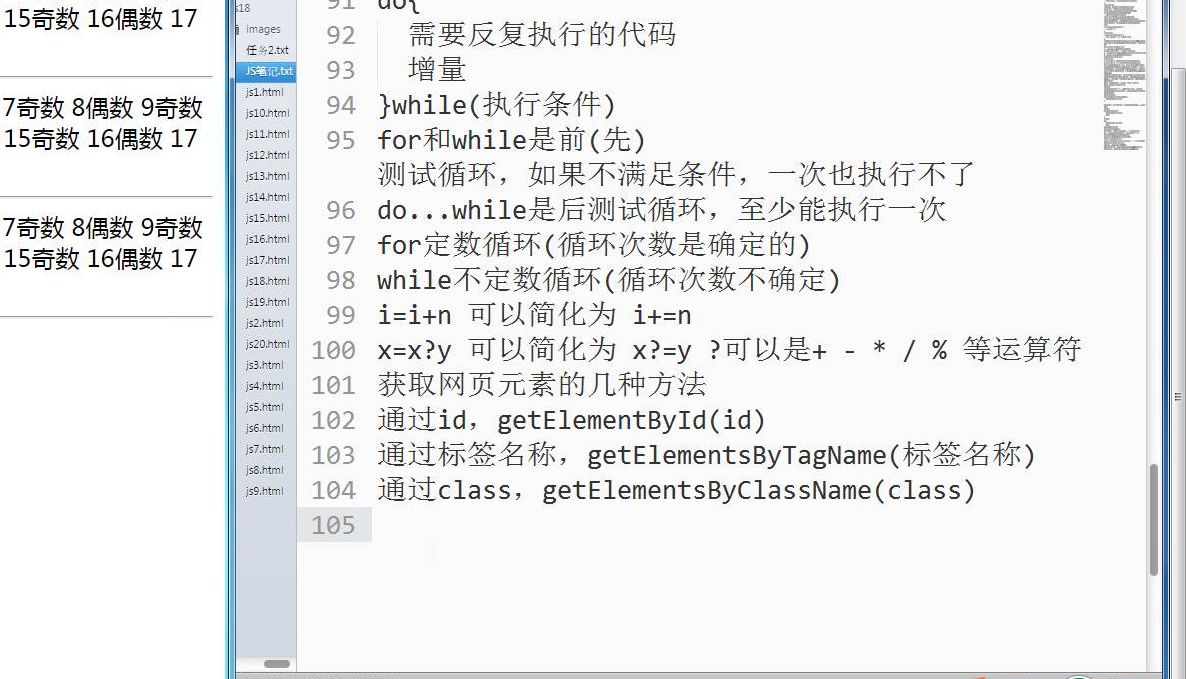 15奇数 16偶数 17
7奇数 8偶数 9奇数
15奇数 16偶数 17
7奇数 8偶数 9奇数
15奇数 16偶数 17
images
任务2.txt
JS笔记.txt
js1.html
js10.html
js11.html
js12.html
js13.html
js14.html
js15.html
js16.html
js17.html
js18.html
js19.html
js2.html
js20.html
js3.html
js4.html
js5.html
js6.html
js7.html
js8.html
js9.html
91 do{
92 需要反复执行的代码
93 增量
94 }while(执行条件)
95 for和while是前(先)
测试循环，如果不满足条件，一次也执行不了
96 do...while是后测试循环，至少能执行一次
97 for定数循环(循环次数是确定的)
98 while不定数循环(循环次数不确定)
99 i=i+n 可以简化为 i+=n
100 x=x?y 可以简化为 x?=y ?可以是+ - * / % 等运算符
101 获取网页元素的几种方法
102 通过id，getElementById(id)
103 通过标签名称，getElementsByTagName(标签名称)
104 通过class，getElementsByClassName(class)
105